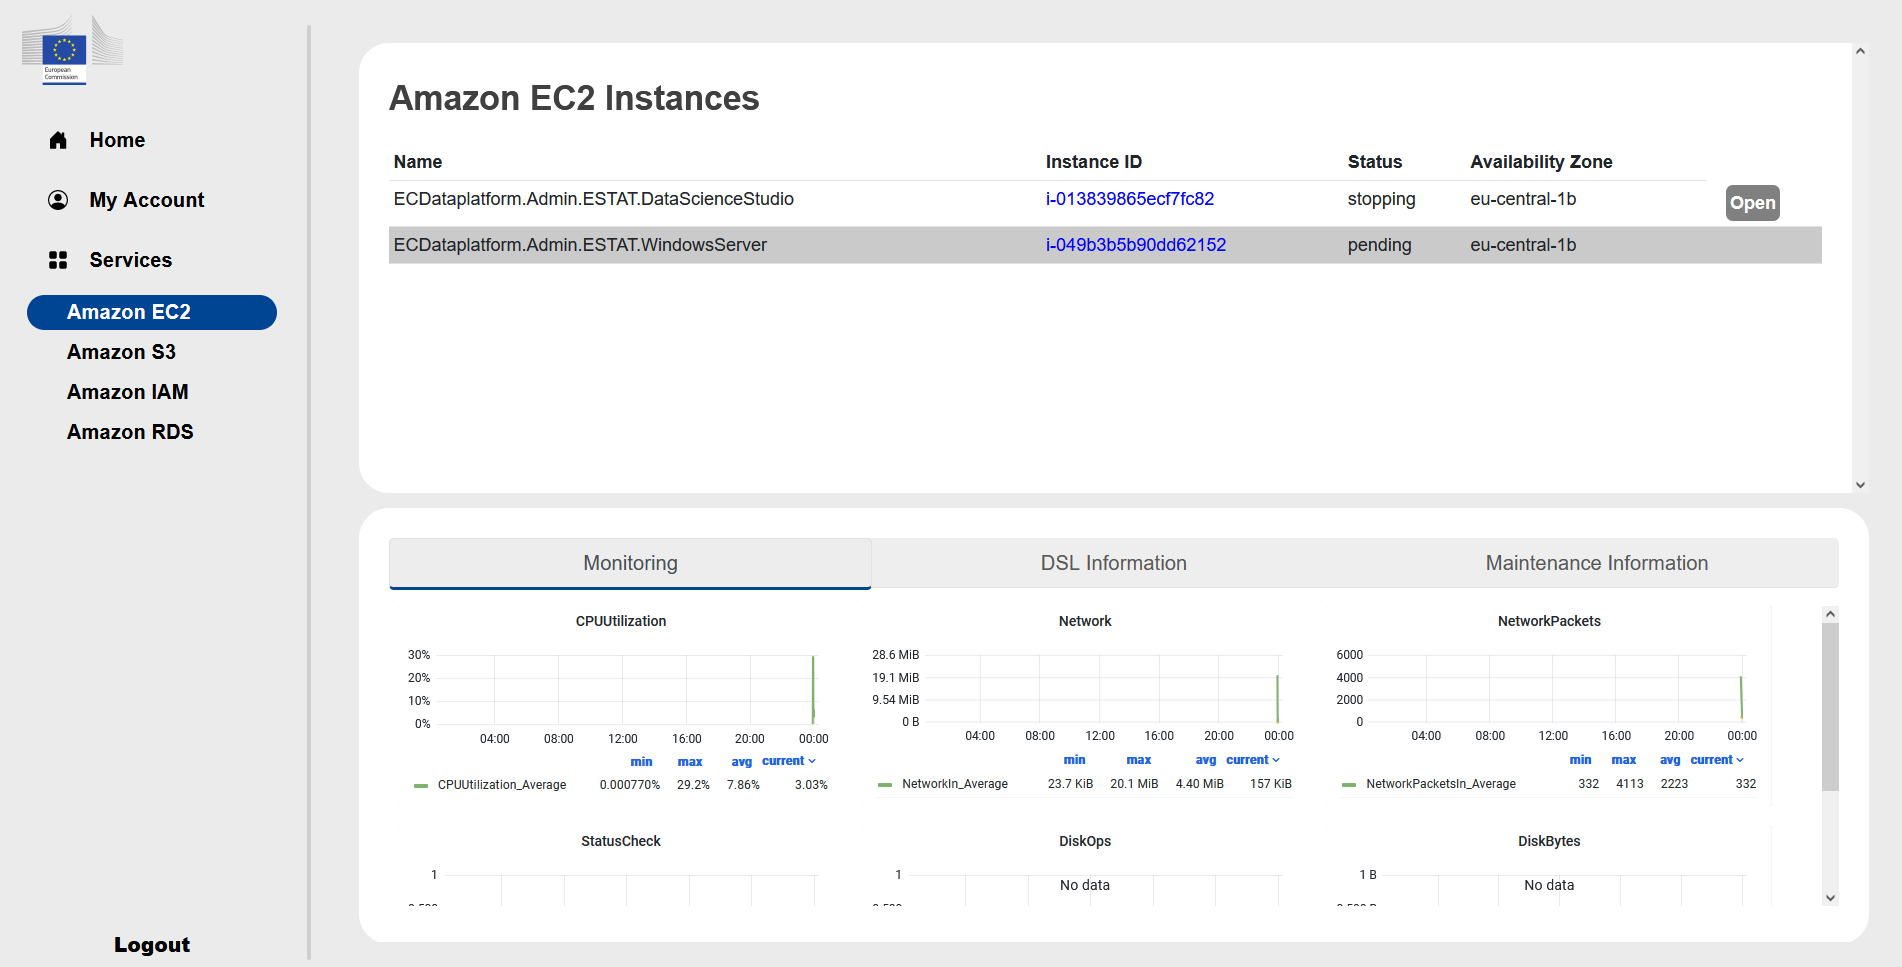 European
Commission
Home
My Account
Services
Amazon EC2
Amazon S3
Amazon IAM
Amazon RDS
Logout
Amazon EC2 Instances
Name Instance ID Status Availability Zone
ECDataplatform.Admin.ESTAT.DataScienceStudio i-013839865ecf7fc82 stopping eu-central-1b Open
ECDataplatform.Admin.ESTAT.WindowsServer i-049b3b5b90dd62152 pending eu-central-1b
Monitoring DSL Information Maintenance Information
CPUUtilization
30%
20%
10%
0%
04:00 08:00 12:00 16:00 20:00 00:00
min max avg current
CPUUtilization_Average 0.000770% 29.2% 7.86% 3.03%
Network
28.6 MiB
19.1 MiB
9.54 MiB
0 B
04:00 08:00 12:00 16:00 20:00 00:00
min max avg current
NetworkIn_Average 23.7 KiB 20.1 MiB 4.40 MiB 157 KiB
NetworkPackets
6000
4000
2000
0
04:00 08:00 12:00 16:00 20:00 00:00
min max avg current
NetworkPacketsIn_Average 332 4113 2223 332
StatusCheck
1
DiskOps
1
No data
DiskBytes
1 B
No data